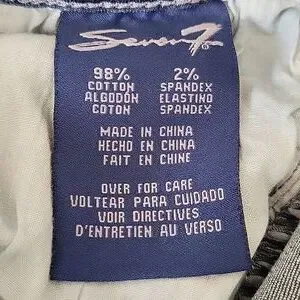 Seven7
98% 2%
COTTON SPANDEX
ALGODÓN ELASTINO
COTON SPANDEX
MADE IN CHINA
HECHO EN CHINA
FAIT EN CHINE
OVER FOR CARE
VOLTEAR PARA CUIDADO
VOIR DIRECTIVES
D'ENTRETIEN AU VERSO